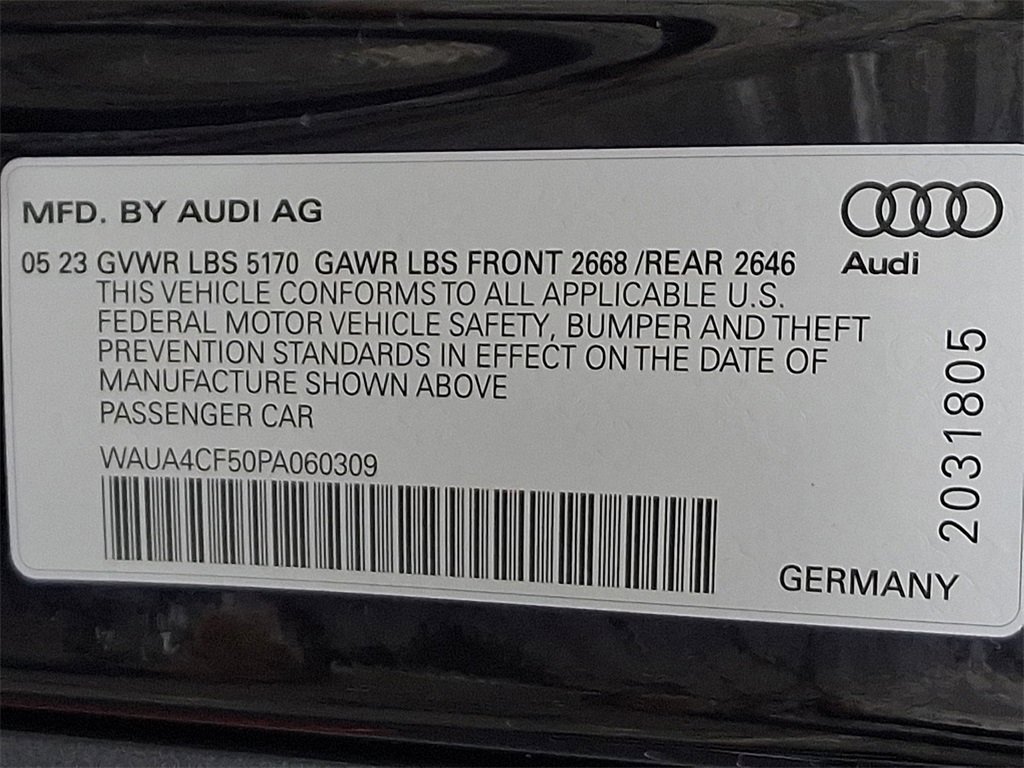 MFD. BY AUDI AG
05 23 GVWR LBS 5170 GAWR LBS FRONT 2668 /REAR 2646
Audi
THIS VEHICLE CONFORMS TO ALL APPLICABLE U.S.
FEDERAL MOTOR VEHICLE SAFETY, BUMPER AND THEFT
PREVENTION STANDARDS IN EFFECT ON THE DATE OF
MANUFACTURE SHOWN ABOVE
PASSENGER CAR
WAUA4CF50PA060309
2031805
GERMANY